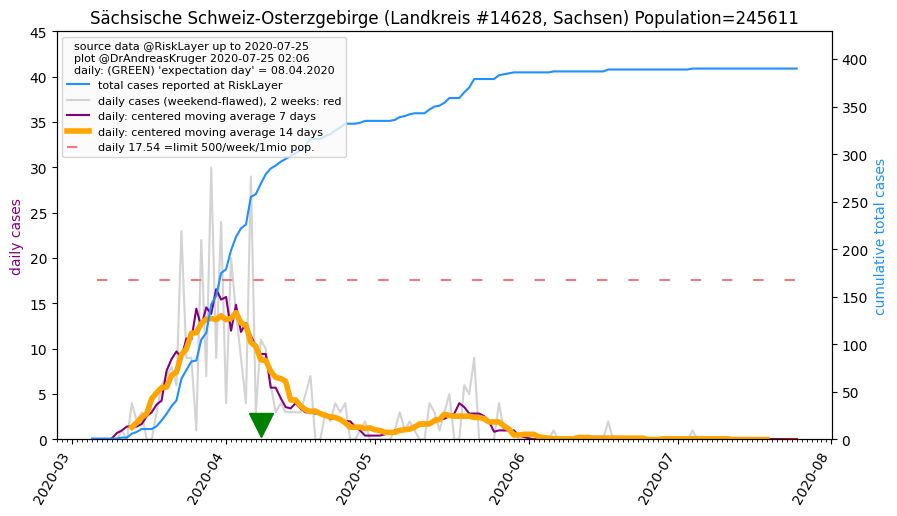 Sächsische Schweiz-Osterzgebirge (Landkreis #14628, Sachsen) Population=245611
source data @RiskLayer up to 2020-07-25
plot @DrAndreasKruger 2020-07-25 02:06
daily: (GREEN) 'expectation day' = 08.04.2020
total cases reported at RiskLayer
daily cases (weekend-flawed), 2 weeks: red
daily: centered moving average 7 days
daily: centered moving average 14 days
daily 17.54 =limit 500/week/1mio pop.
daily cases
45
40
35
30
25
20
15
10
5
0
cumulative total cases
400
350
300
250
200
150
100
50
0
2020-03
2020-04
2020-05
2020-06
2020-07
2020-08